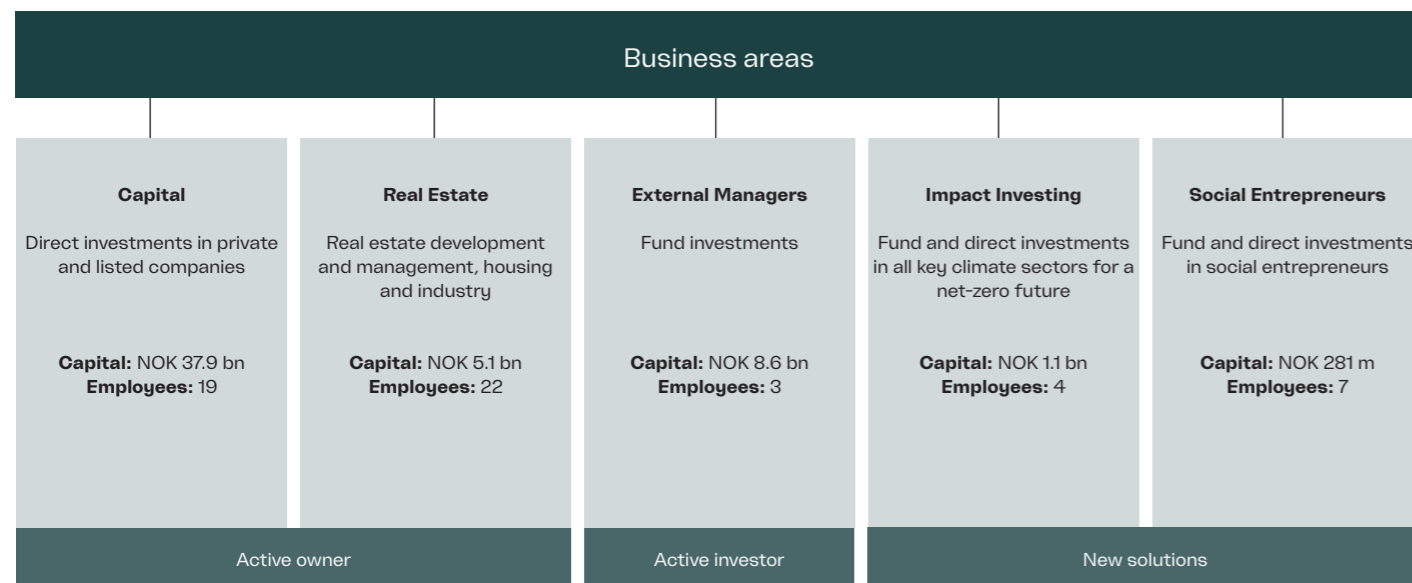 Business areas
Capital
Direct investments in private
and listed companies
Capital: NOK 37.9 bn
Employees: 19
Real Estate
Real estate development
and management, housing
and industry
Capital: NOK 5.1 bn
Employees: 22
External Managers
Fund investments
Capital: NOK 8.6 bn
Employees: 3
Impact Investing
Fund and direct investments
in all key climate sectors for a
net-zero future
Capital: NOK 1.1 bn
Employees: 4
Social Entrepreneurs
Fund and direct investments
in social entrepreneurs
Capital: NOK 281 m
Employees: 7
Active owner
Active investor
New solutions